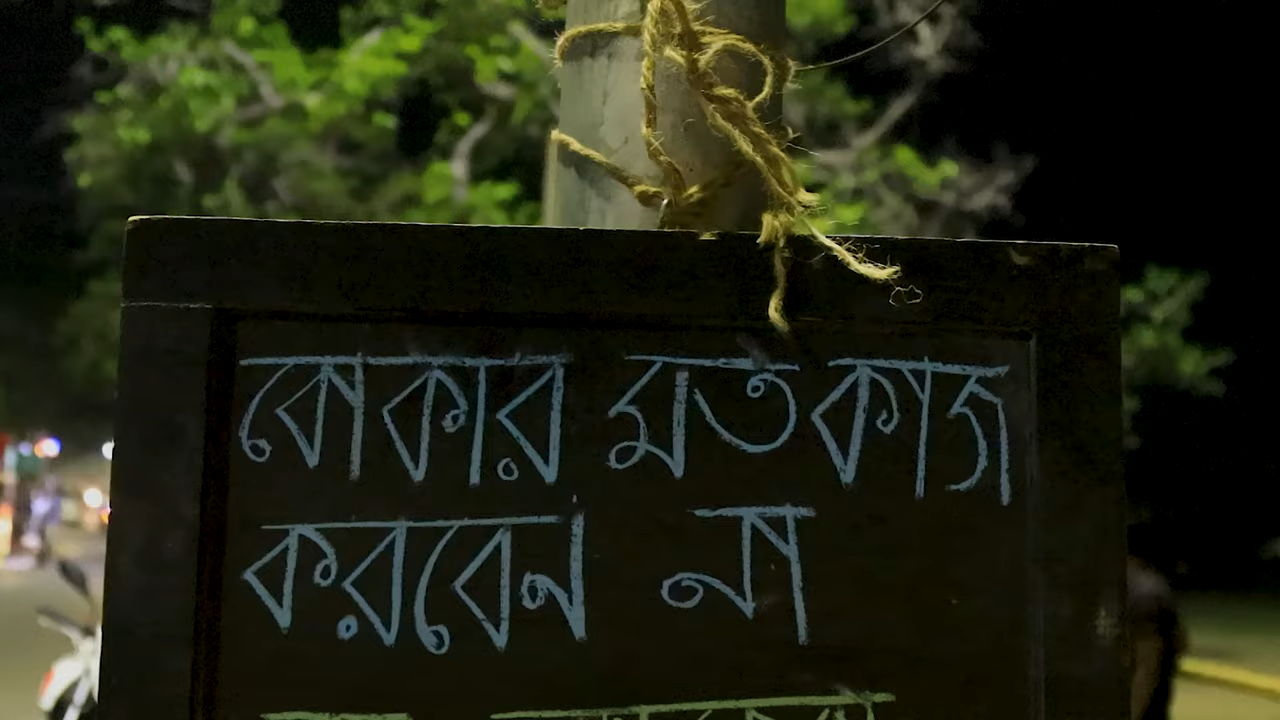 বোকার মত কাজ
করবেন না